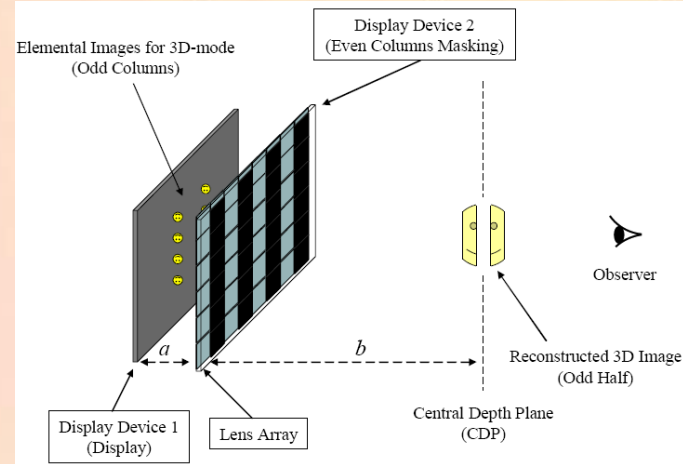 Display Device 2
(Even Columns Masking)
Elemental Images for 3D-mode
(Odd Columns)
Observer
a
b
Reconstructed 3D Image
(Odd Half)
Display Device 1
(Display)
Lens Array
Central Depth Plane
(CDP)